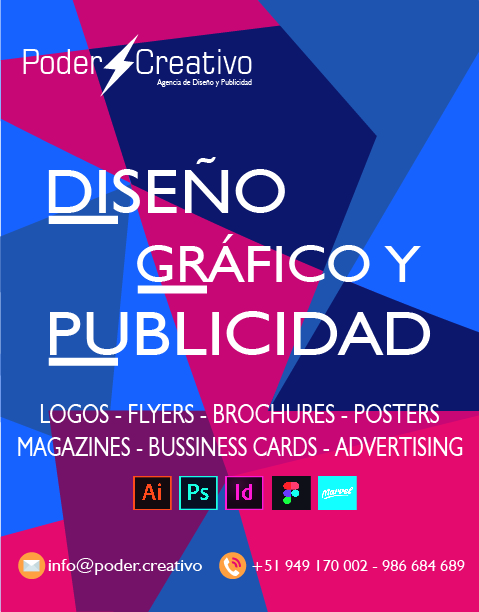 Poder Creativo
Agencia de Diseño y Publicidad
DISEÑO
GRÁFICO Y
PUBLICIDAD
LOGOS - FLYERS - BROCHURES - POSTERS
MAGAZINES - BUSSINESS CARDS - ADVERTISING
Ai Ps Id Marvel
info@poder.creativo +51 949 170 002 - 986 684 689